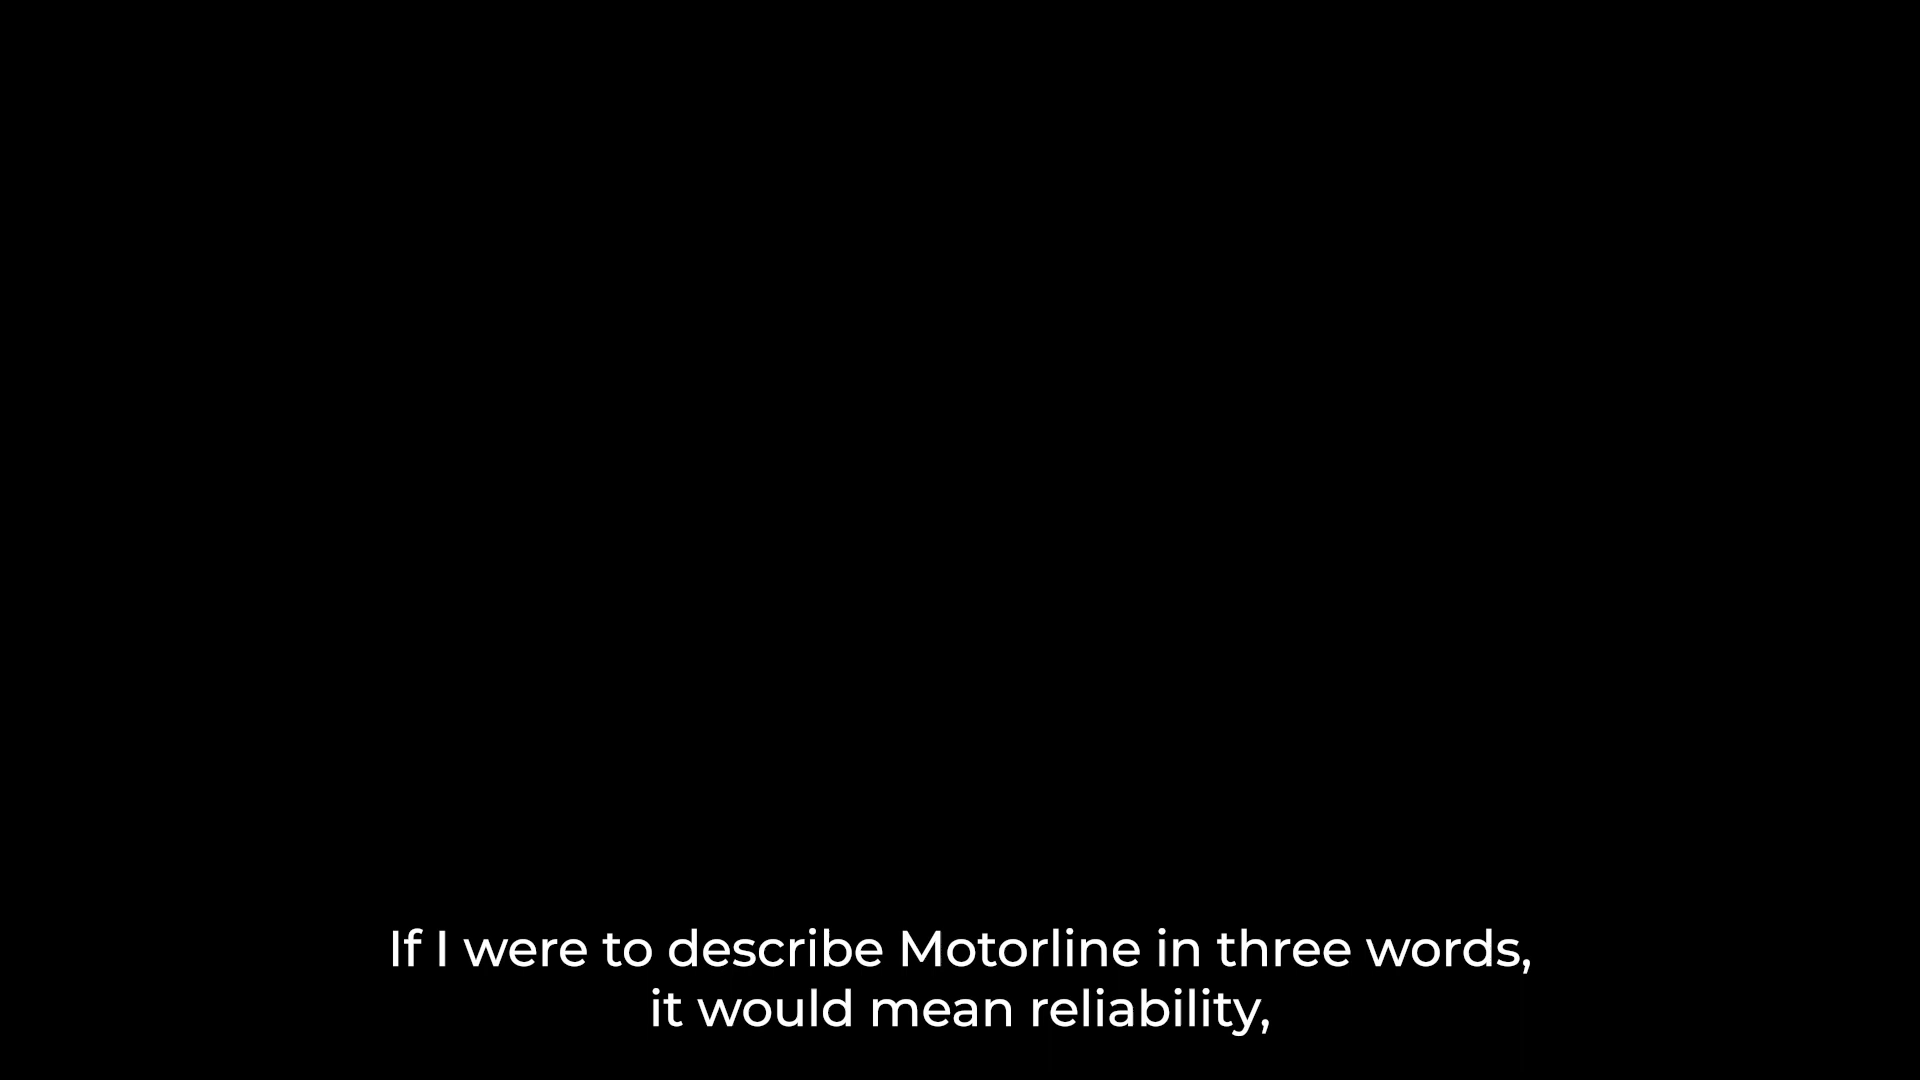 If I were to describe Motorline in three words,
it would mean reliability,